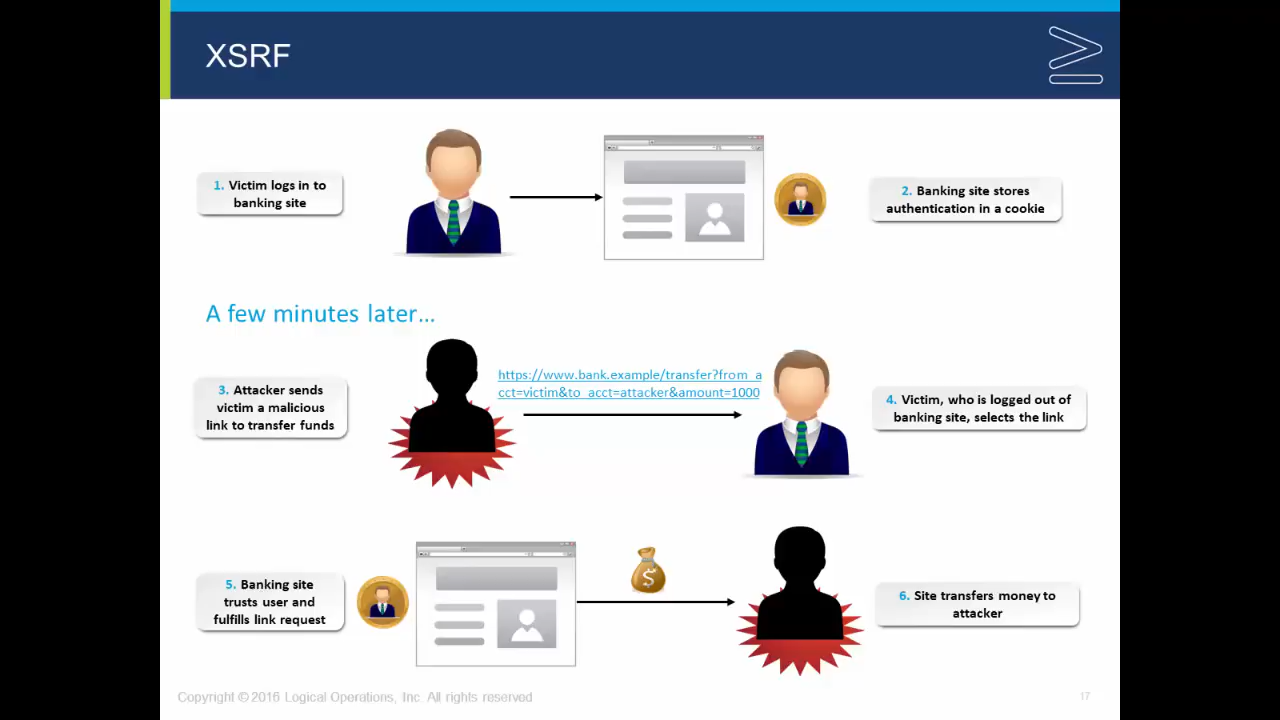 XSRF
1. Victim logs in to
banking site
2. Banking site stores
authentication in a cookie
A few minutes later…
3. Attacker sends
victim a malicious
link to transfer funds
https://www.bank.example/transfer?from_a
cct=victim&to_acct=attacker&amount=1000
4. Victim, who is logged out of
banking site, selects the link
5. Banking site
trusts user and
fulfills link request
$
6. Site transfers money to
attacker
Copyright © 2016 Logical Operations, Inc. All rights reserved
17